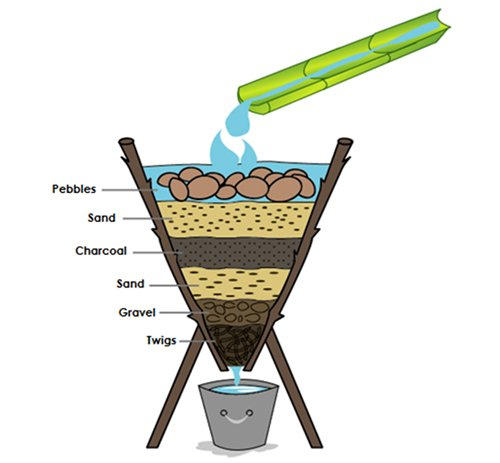 Pebbles
Sand
Charcoal
Sand
Gravel
Twigs